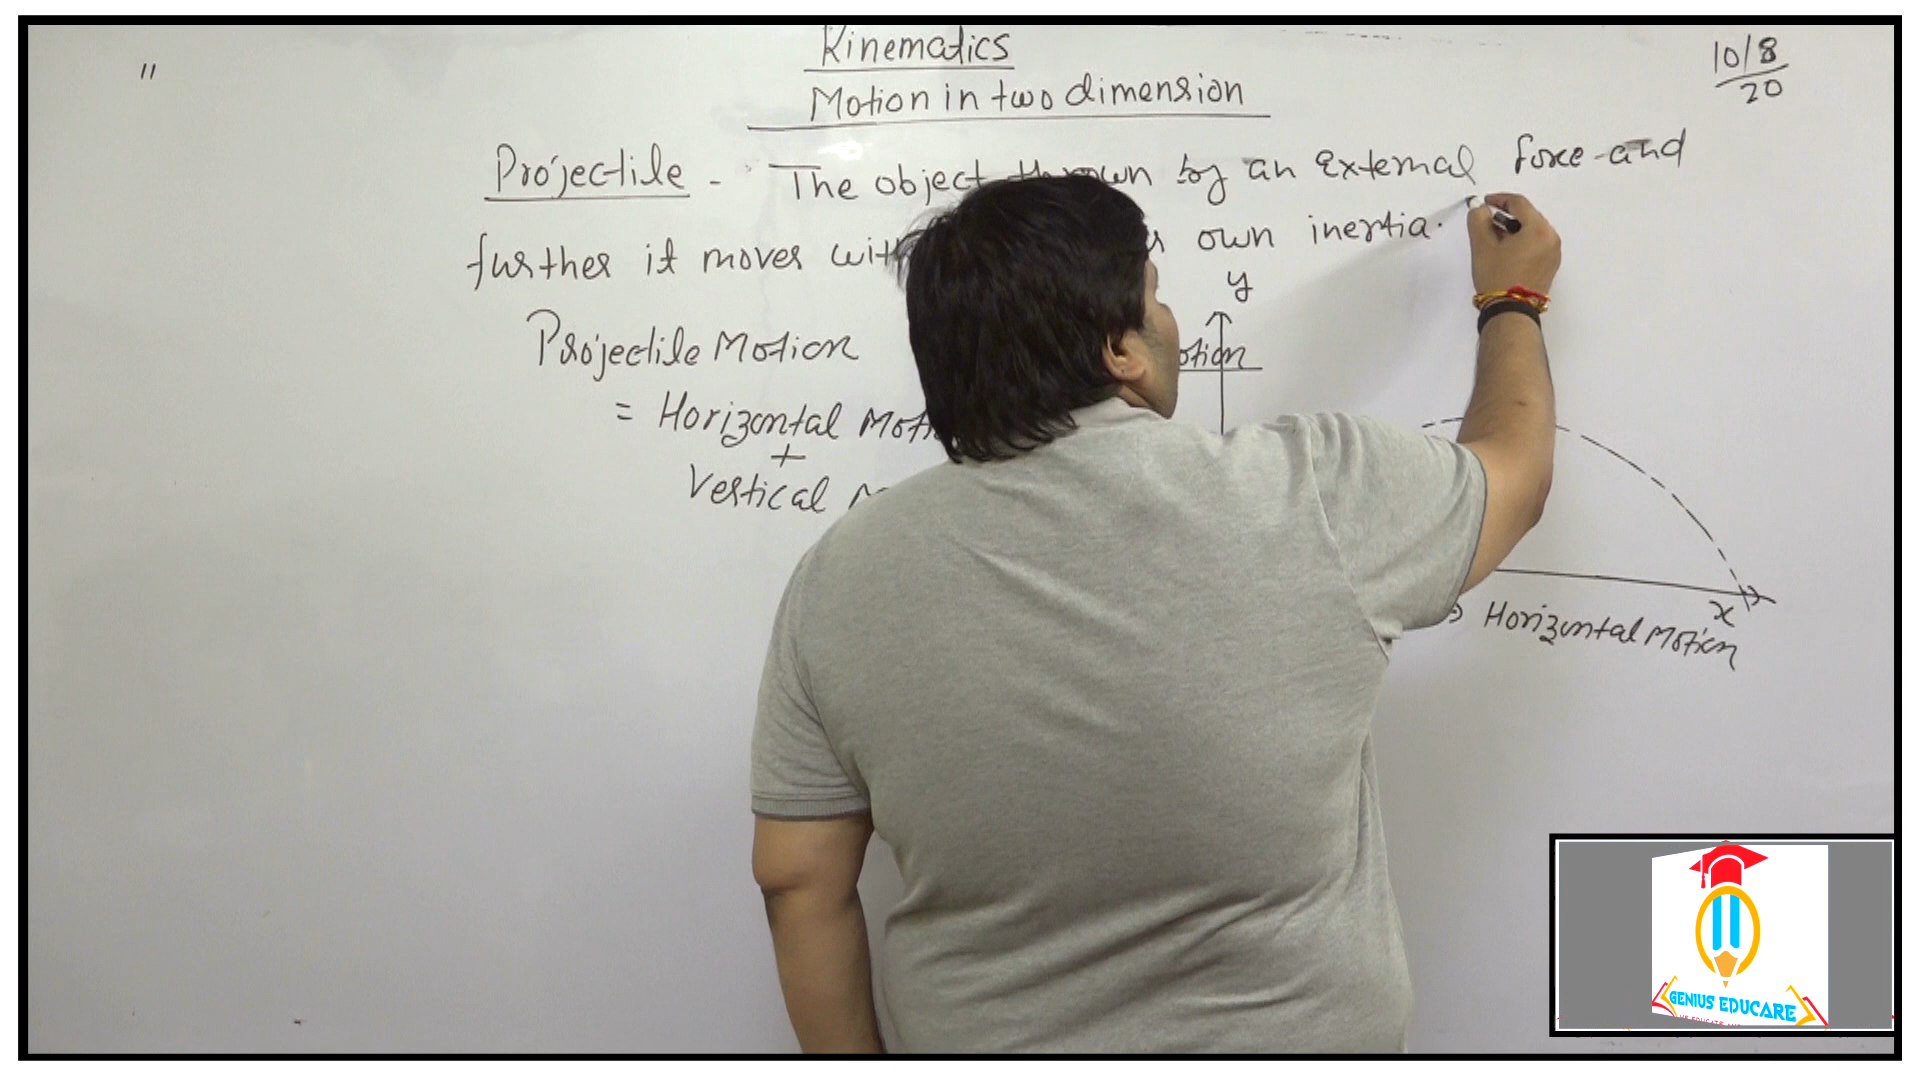 11
Kinematics
Motion in two dimension
10/8
20
Projectile - The object thrown by an External force and
further it moves with own inertia.
y
Projectile Motion
= Horizontal Motion
+
Vertical
x
Horizontal Motion
GENIUS EDUCARE